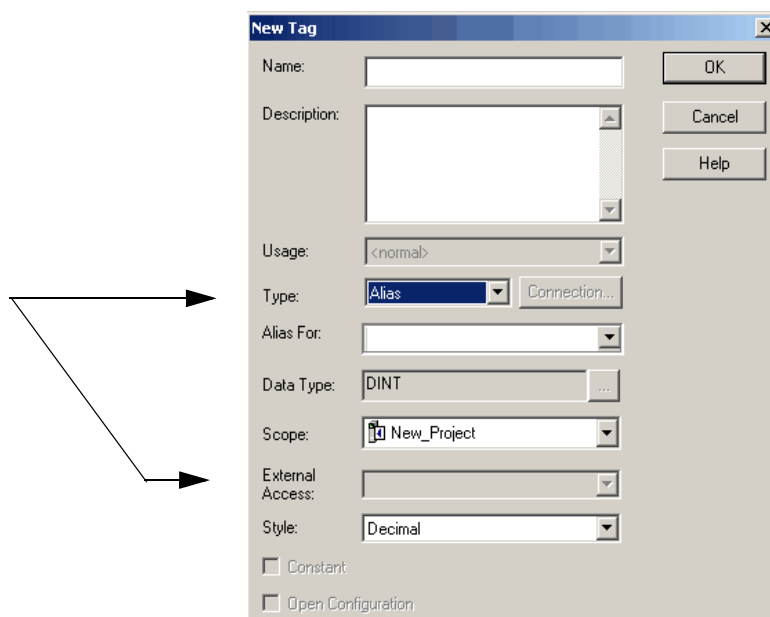 New Tag
Name:
OK
Description:
Cancel
Help
Usage:
<normal>
Type:
Alias
Connection...
Alias For:
Data Type:
DINT
...
Scope:
New_Project
External
Access:
Style:
Decimal
Constant
Open Configuration